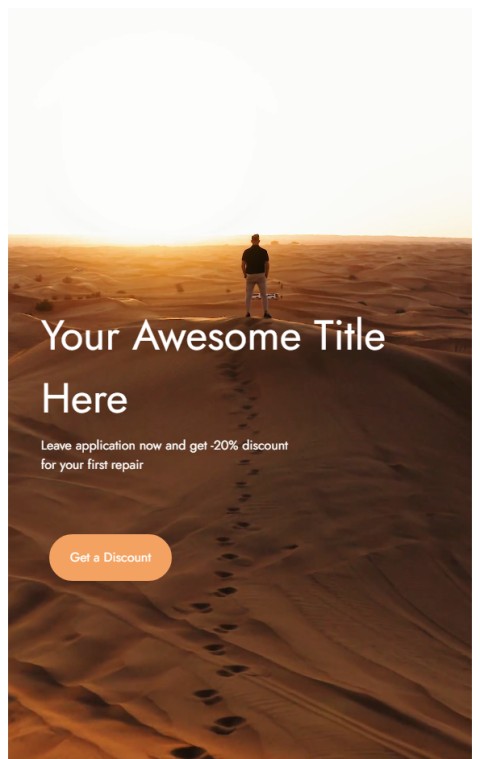 Your Awesome Title
Here
Leave application now and get -20% discount
for your first repair
Get a Discount